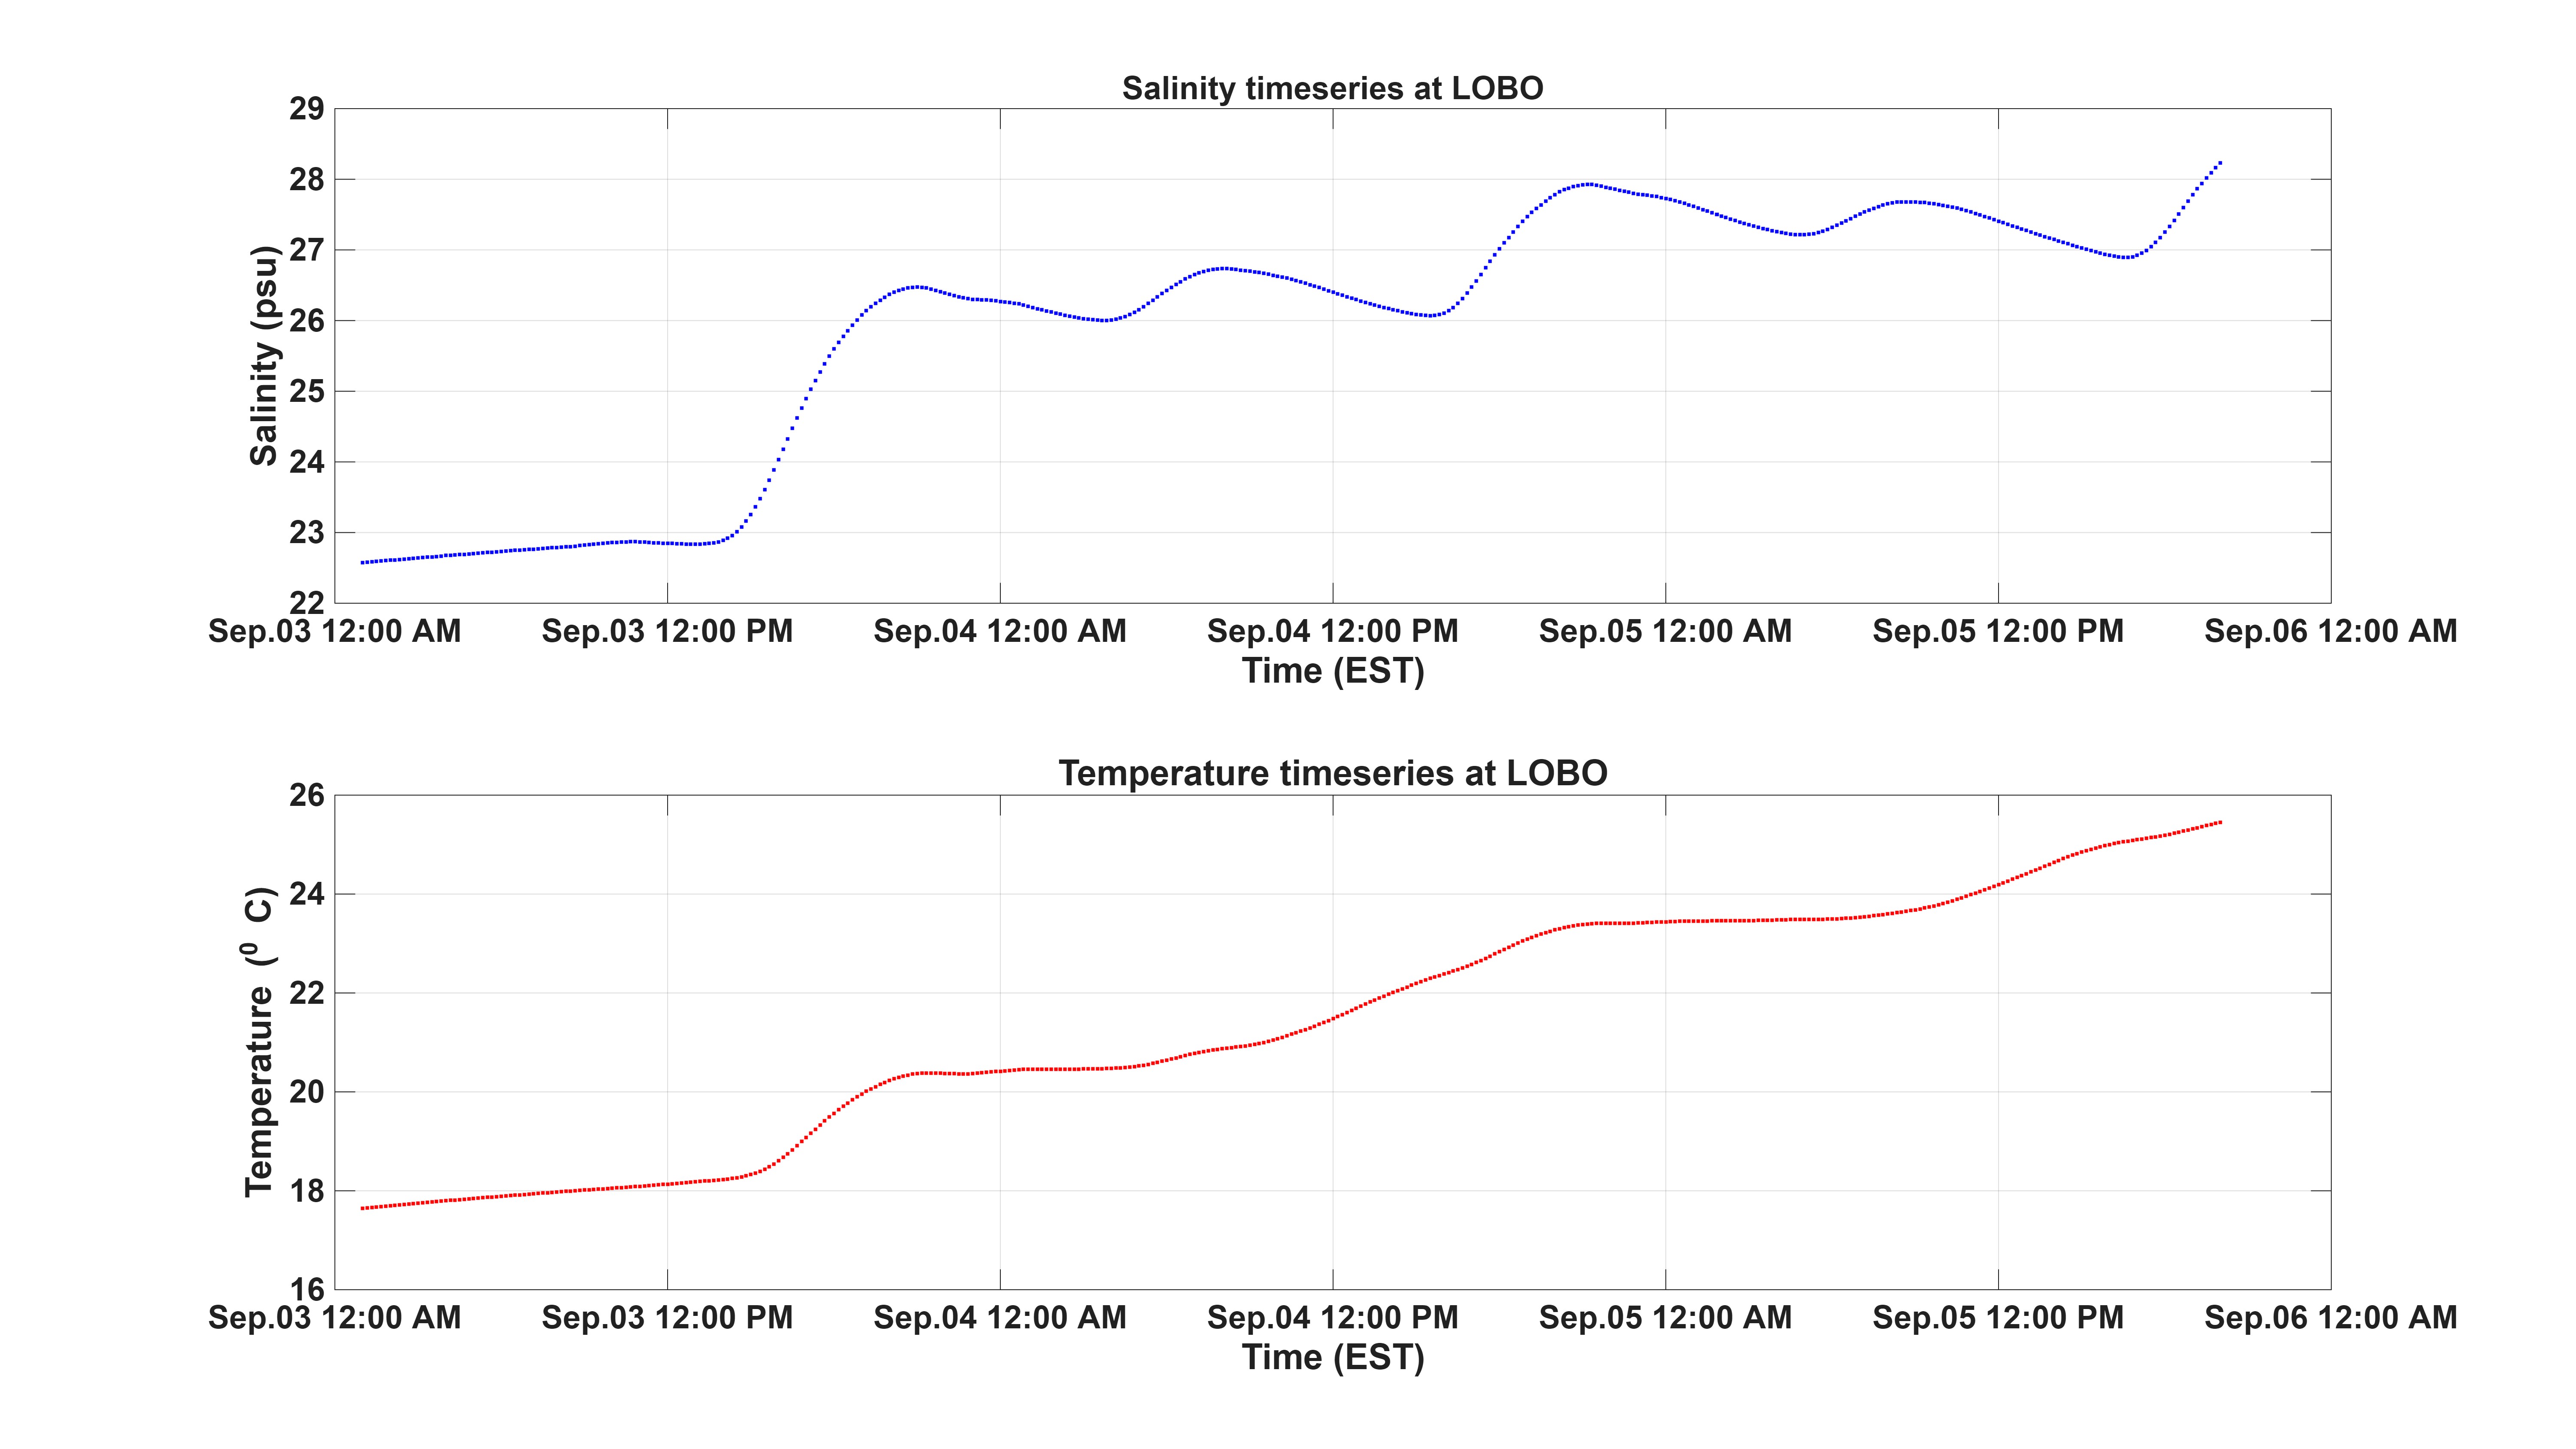 Salinity timeseries at LOBO
29
28
27
26
25
24
23
22
Salinity (psu)
Sep.03 12:00 AM Sep.03 12:00 PM Sep.04 12:00 AM Sep.04 12:00 PM Sep.05 12:00 AM Sep.05 12:00 PM Sep.06 12:00 AM
Time (EST)
Temperature timeseries at LOBO
26
24
22
20
18
16
Temperature (⁰ C)
Sep.03 12:00 AM Sep.03 12:00 PM Sep.04 12:00 AM Sep.04 12:00 PM Sep.05 12:00 AM Sep.05 12:00 PM Sep.06 12:00 AM
Time (EST)